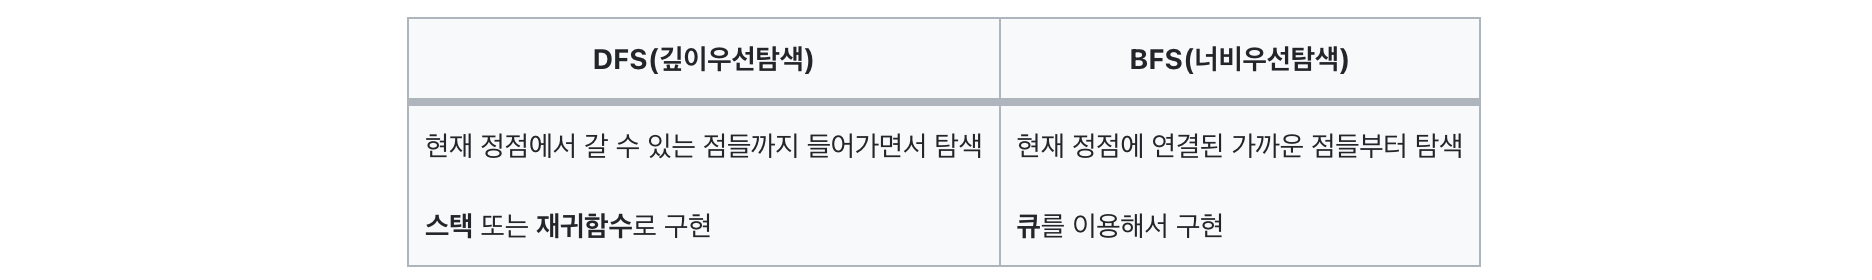 DFS(깊이우선탐색)
BFS(너비우선탐색)
현재 정점에서 갈 수 있는 점들까지 들어가면서 탐색
현재 정점에 연결된 가까운 점들부터 탐색
스택 또는 재귀함수로 구현
큐를 이용해서 구현